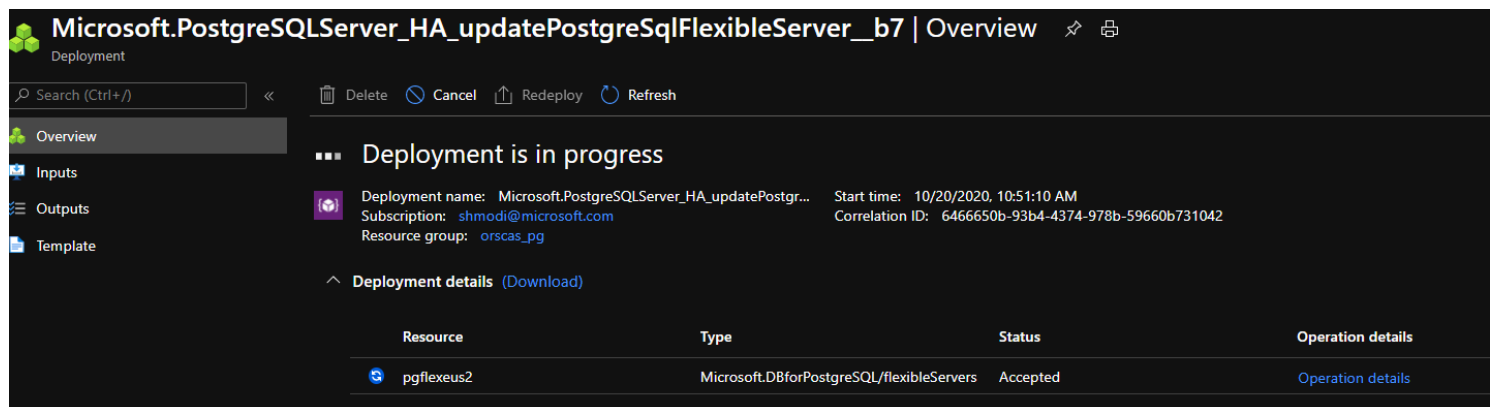 Microsoft.PostgreSQLServer_HA_updatePostgreSqlFlexibleServer__b7 | Overview
Deployment
Search (Ctrl+/)
«
Delete Cancel Redeploy Refresh
Overview
Inputs
Outputs
Template
Deployment is in progress
Deployment name: Microsoft.PostgreSQLServer_HA_updatePostgr... Start time: 10/20/2020, 10:51:10 AM
Subscription: shmodi@microsoft.com Correlation ID: 6466650b-93b4-4374-978b-59660b731042
Resource group: orscas_pg
Deployment details (Download)
Resource Type Status Operation details
pgflexeus2 Microsoft.DBforPostgreSQL/flexibleServers Accepted Operation details